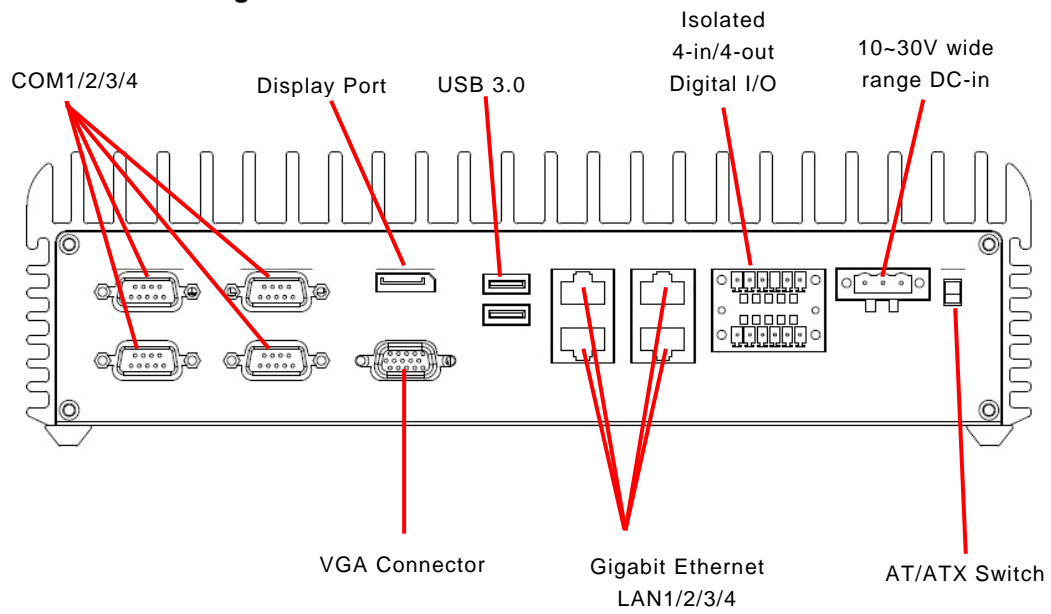 Isolated
4-in/4-out
Digital I/O
10~30V wide
range DC-in
COM1/2/3/4
Display Port
USB 3.0
VGA Connector
Gigabit Ethernet
LAN1/2/3/4
AT/ATX Switch